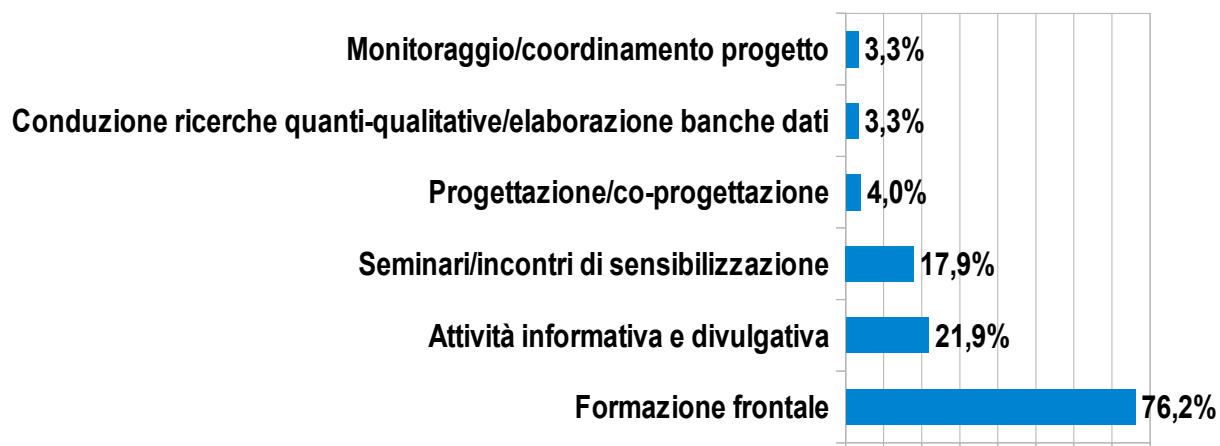 Monitoraggio/coordinamento progetto 3,3%
Conduzione ricerche quanti-qualitative/elaborazione banche dati 3,3%
Progettazione/co-progettazione 4,0%
Seminari/incontri di sensibilizzazione 17,9%
Attività informativa e divulgativa 21,9%
Formazione frontale 76,2%